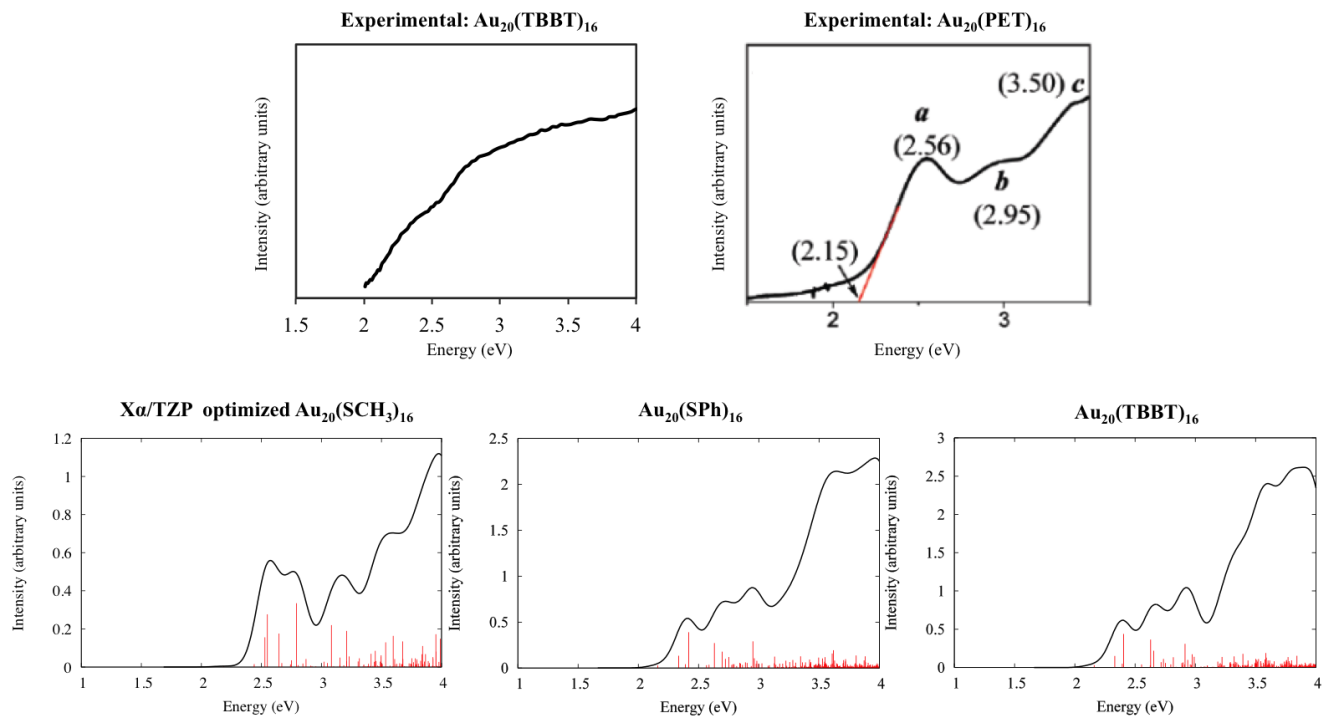 Experimental: Au20(TBBT)16
Experimental: Au20(PET)16
Intensity (arbitrary units)
1.5 2 2.5 3 3.5 4
Energy (eV)
Intensity (arbitrary units)
(3.50) c
a
(2.56)
b
(2.95)
(2.15)
2 3
Energy (eV)
Xα/TZP optimized Au20(SCH3)16
Au20(SPh)16
Au20(TBBT)16
Intensity (arbitrary units)
1.2
1
0.8
0.6
0.4
0.2
0
1 1.5 2 2.5 3 3.5 4
Energy (eV)
Intensity (arbitrary units)
2.5
2
1.5
1
0.5
0
1 1.5 2 2.5 3 3.5 4
Energy (eV)
Intensity (arbitrary units)
3
2.5
2
1.5
1
0.5
0
1 1.5 2 2.5 3 3.5 4
Energy (eV)